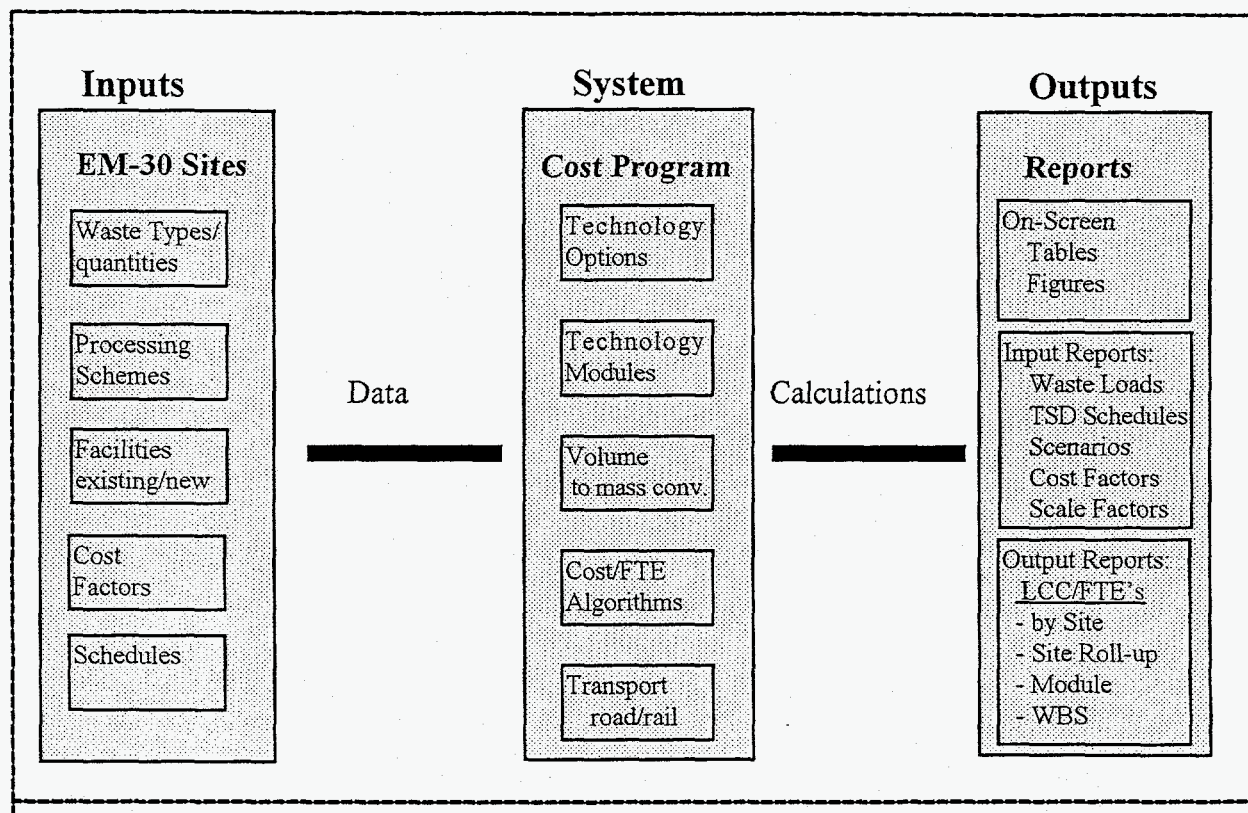 Inputs
EM-30 Sites
Waste Types/
quantities
Processing
Schemes
Facilities
existing/new
Cost
Factors
Schedules
Data
System
Cost Program
Technology
Options
Technology
Modules
Volume
to mass conv.
Cost/FTE
Algorithms
Transport
road/rail
Calculations
Outputs
Reports
On-Screen
Tables
Figures
Input Reports:
Waste Loads
TSD Schedules
Scenarios
Cost Factors
Scale Factors
Output Reports:
LCC/FTE's
- by Site
- Site Roll-up
- Module
- WBS